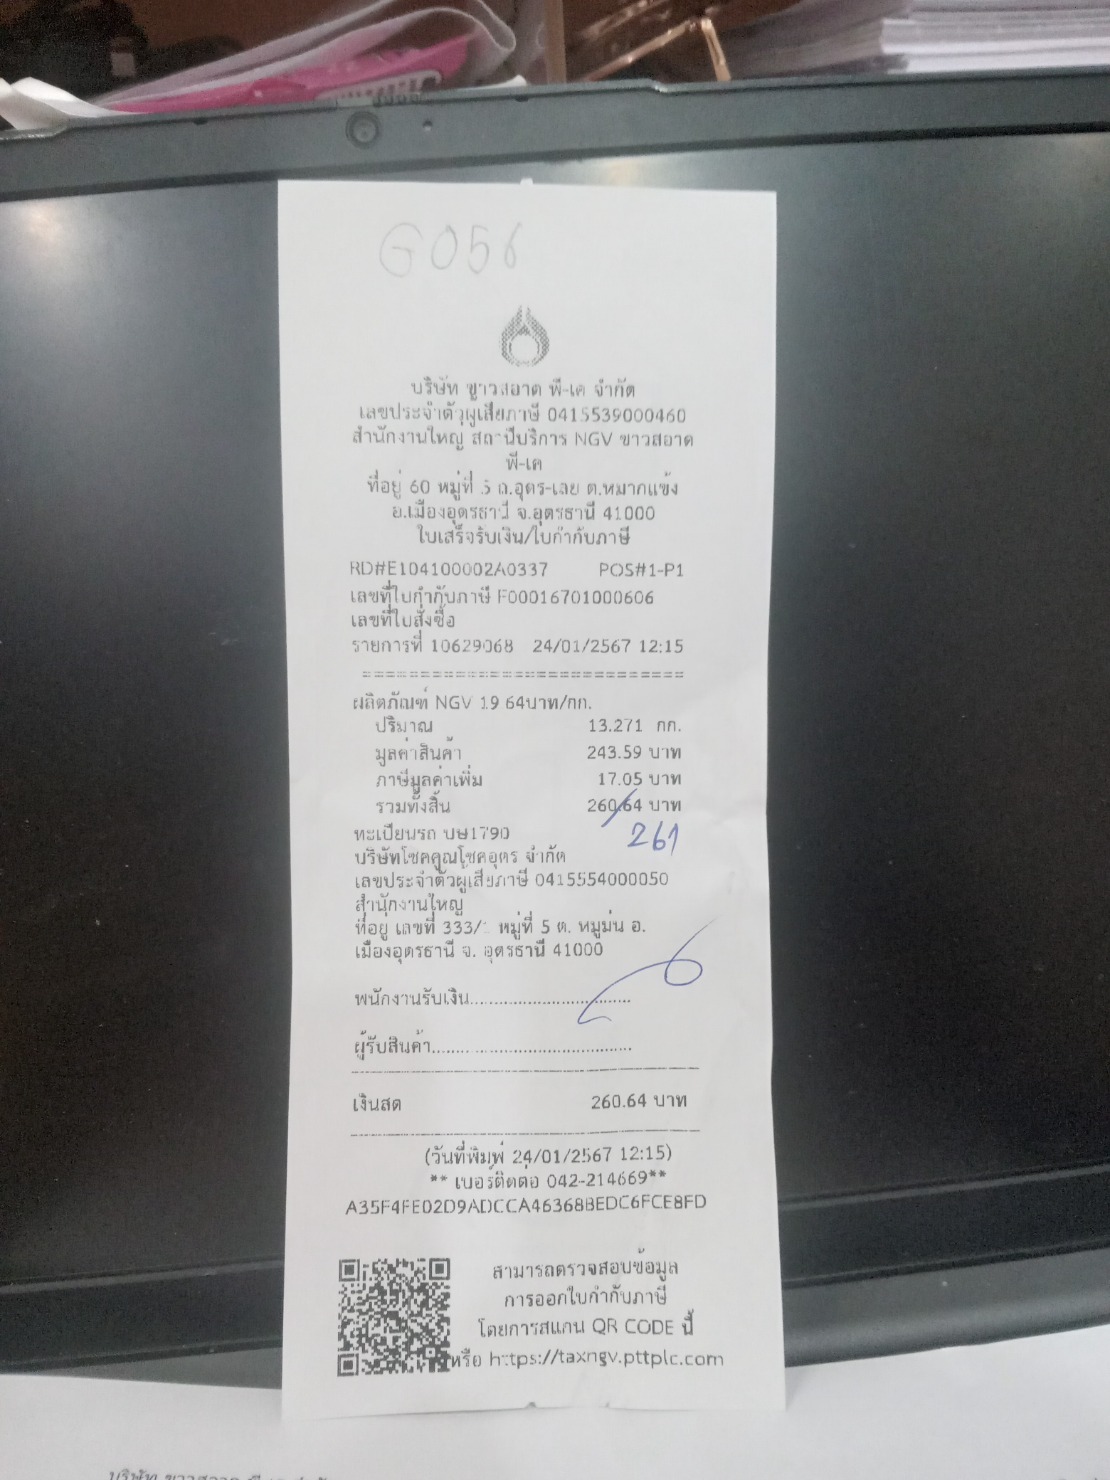 G056
บริษัท ขาวสอาด พี-เค จำกัด
เลขประจำตัวผู้เสียภาษี 0415539000460
สำนักงานใหญ่ สถานีบริการ NGV ขาวสอาด
พี-เค
ที่อยู่ 60 หมู่ที่ 5 ถ.อุดร-เลย ต.หมากแข้ง
อ.เมืองอุดรธานี จ.อุดรธานี 41000
ใบเสร็จรับเงิน/ใบกำกับภาษี
RD#E104100002A0337 POS#1-P1
เลขที่ใบกำกับภาษี F00016701000606
เลขที่ใบสั่งซื้อ
รายการที่ 10629068 24/01/2567 12:15
============================
ผลิตภัณฑ์ NGV 19.64บาท/กก.
ปริมาณ 13.271 กก.
มูลค่าสินค้า 243.59 บาท
ภาษีมูลค่าเพิ่ม 17.05 บาท
รวมทั้งสิ้น 260.64 บาท
261
ทะเบียนรถ บษ1790
บริษัทโชคคูณโชคอุดร จำกัด
เลขประจำตัวผู้เสียภาษี 0415554000050
สำนักงานใหญ่
ที่อยู่ เลขที่ หมู่ที่ 5 ต. หมูม่น อ.
เมืองอุดรธานี จ. อุดรธานี 41000
พนักงานรับเงิน................................
ผู้รับสินค้า........................................
เงินสด 260.64 บาท
(วันที่พิมพ์ 24/01/2567 12:15)
** เบอร์ติดต่อ 042-214669**
A35F4FE02D9ADCCA46368BEDC6FCE8FD
สามารถตรวจสอบข้อมูล
การออกใบกำกับภาษี
โดยการสแกน QR CODE นี้
หรือ https://taxngv.pttplc.com